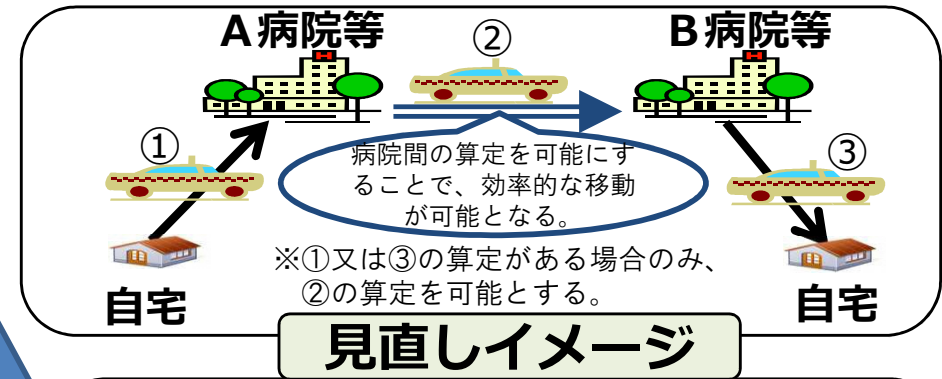 A病院等
②
B病院等
①
③
病院間の算定を可能にす
ることで、効率的な移動
が可能となる。
※①又は③の算定がある場合のみ、
②の算定を可能とする。
自宅
自宅
見直しイメージ